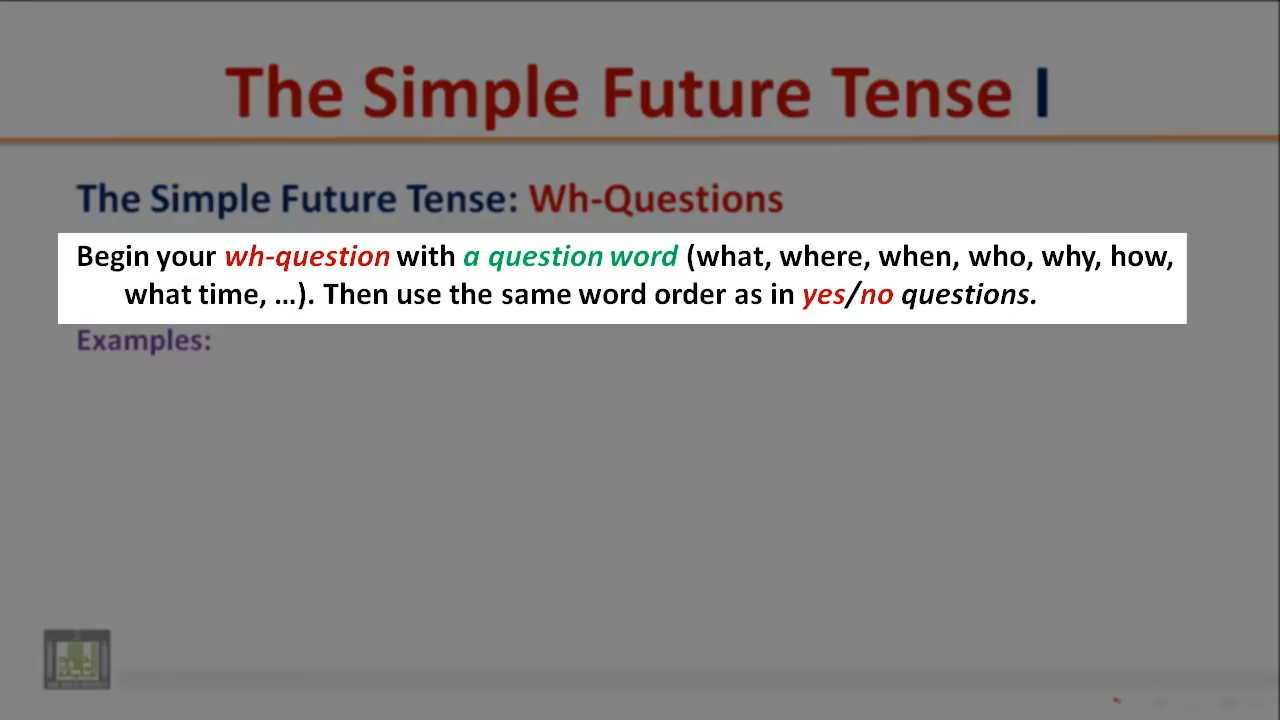 The Simple Future Tense I
The Simple Future Tense: Wh-Questions
Begin your wh-question with a question word (what, where, when, who, why, how,
what time, …). Then use the same word order as in yes/no questions.
Examples: